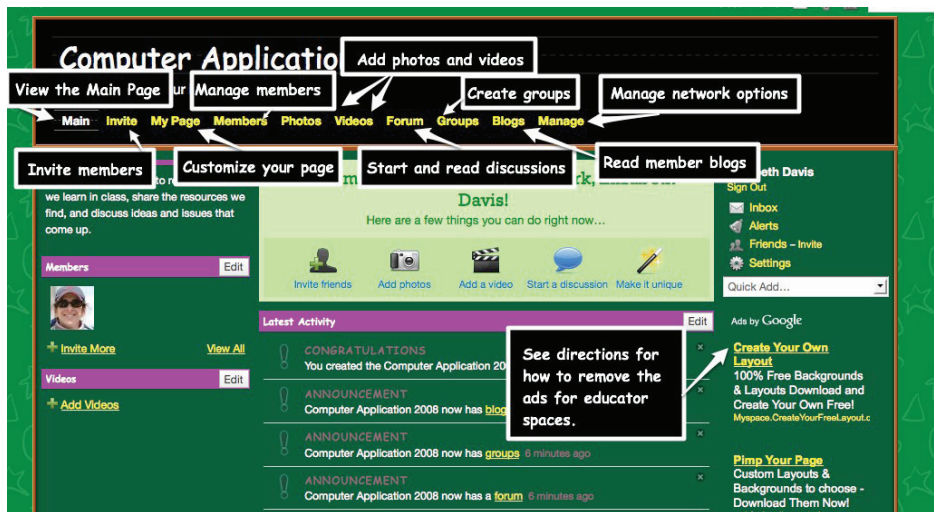 Computer Applicatio
Add photos and videos
View the Main Page
ur
Manage members
Create groups
Manage network options
Main Invite My Page Members Photos Videos Forum Groups Blogs Manage
Invite members
Customize your page
Start and read discussions
Read member blogs
we learn in class, share the resources we
find, and discuss ideas and issues that
come up.
Members Edit
Invite More View All
Videos Edit
Add Videos
Davis!
Here are a few things you can do right now...
Invite friends Add photos Add a video Start a discussion Make it unique
Latest Activity Edit
CONGRATULATIONS
You created the Computer Application 20
ANNOUNCEMENT
Computer Application 2008 now has blog
ANNOUNCEMENT
Computer Application 2008 now has groups 6 minutes ago
ANNOUNCEMENT
Computer Application 2008 now has a forum 6 minutes ago
See directions for
how to remove the
ads for educator
spaces.
eth Davis
Sign Out
Inbox
Alerts
Friends – Invite
Settings
Quick Add...
Ads by Google
Create Your Own
Layout
100% Free Backgrounds
& Layouts Download and
Create Your Own Free!
Myspace.CreateYourFreeLayout.c
Pimp Your Page
Custom Layouts &
Backgrounds to choose -
Download Them Now!